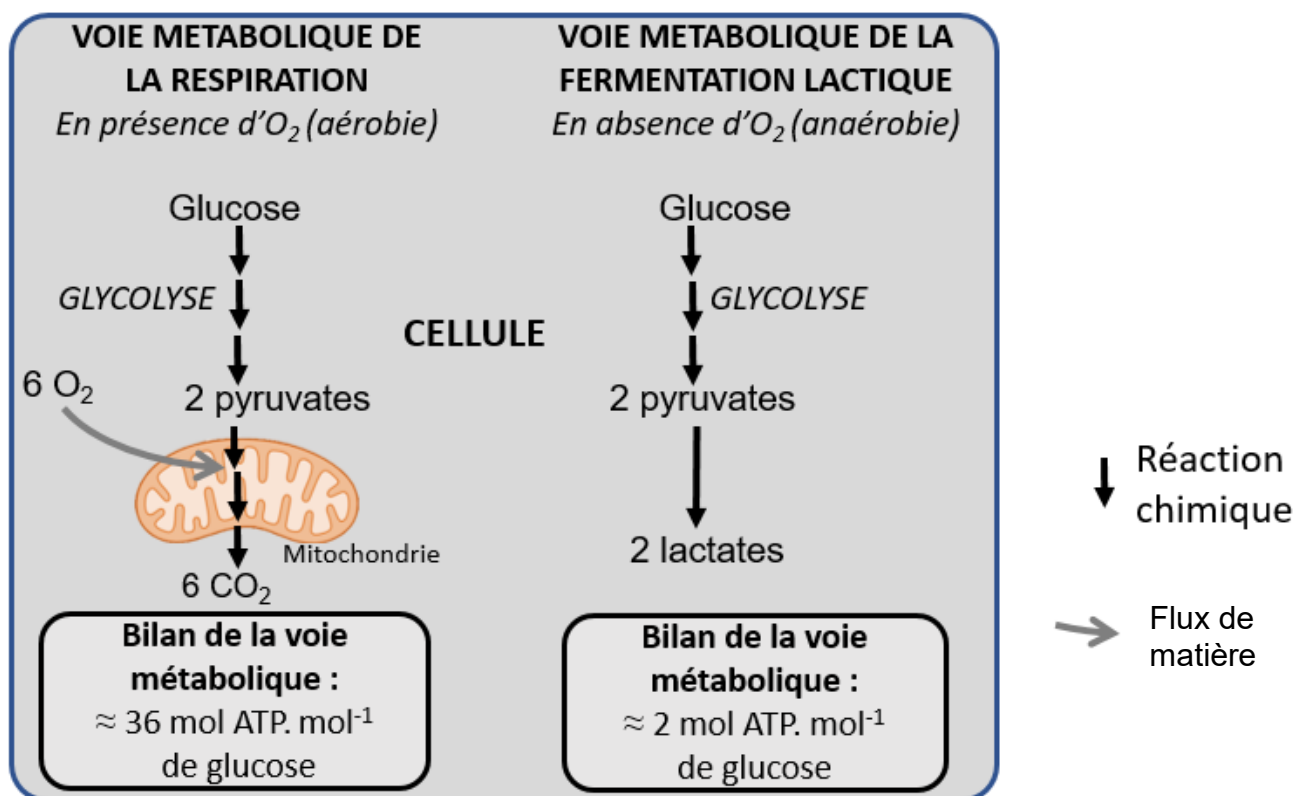 VOIE METABOLIQUE DE
LA RESPIRATION
En présence d’O₂ (aérobie)
Glucose
GLYCOLYSE
6 O₂
2 pyruvates
Mitochondrie
6 CO₂
Bilan de la voie
métabolique :
≈ 36 mol ATP. mol⁻¹
de glucose
CELLULE
VOIE METABOLIQUE DE LA
FERMENTATION LACTIQUE
En absence d’O₂ (anaérobie)
Glucose
GLYCOLYSE
2 pyruvates
2 lactates
Bilan de la voie
métabolique :
≈ 2 mol ATP. mol⁻¹
de glucose
Réaction
chimique
Flux de
matière